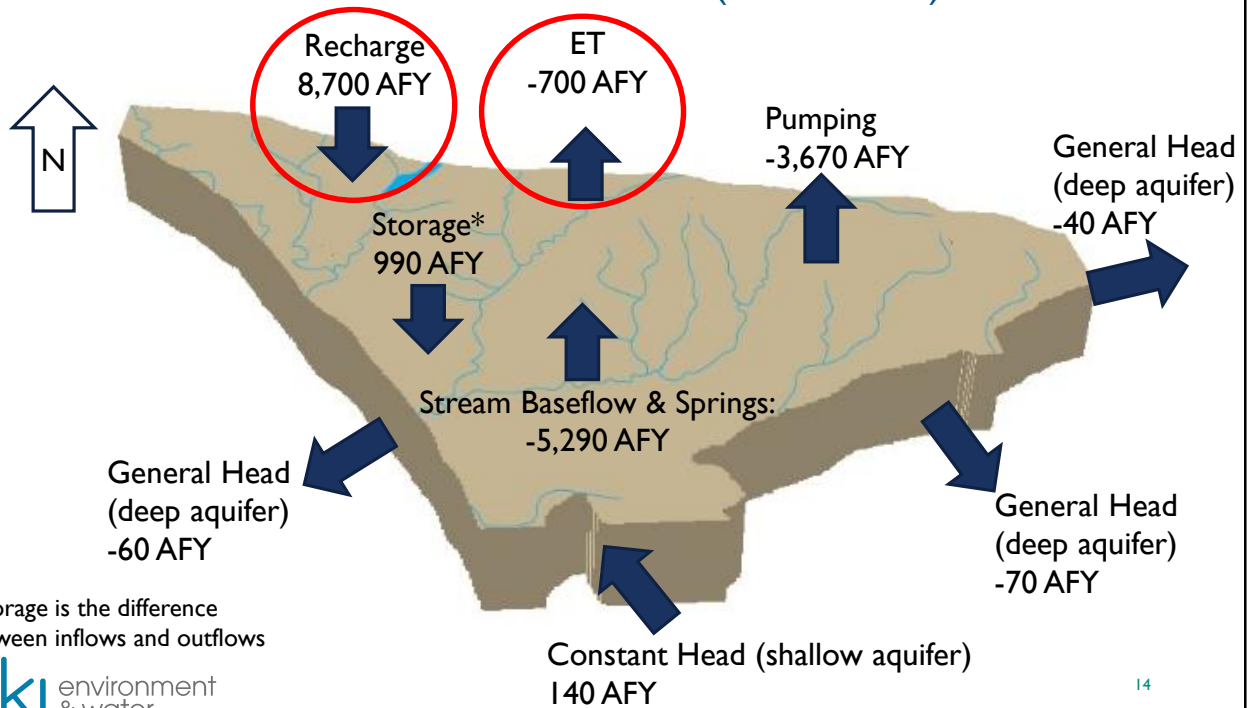 Recharge
8,700 AFY
ET
-700 AFY
Pumping
-3,670 AFY
General Head
(deep aquifer)
-40 AFY
N
Storage*
990 AFY
Stream Baseflow & Springs:
-5,290 AFY
General Head
(deep aquifer)
-60 AFY
General Head
(deep aquifer)
-70 AFY
orage is the difference
ween inflows and outflows
Constant Head (shallow aquifer)
140 AFY
environment
& water
14